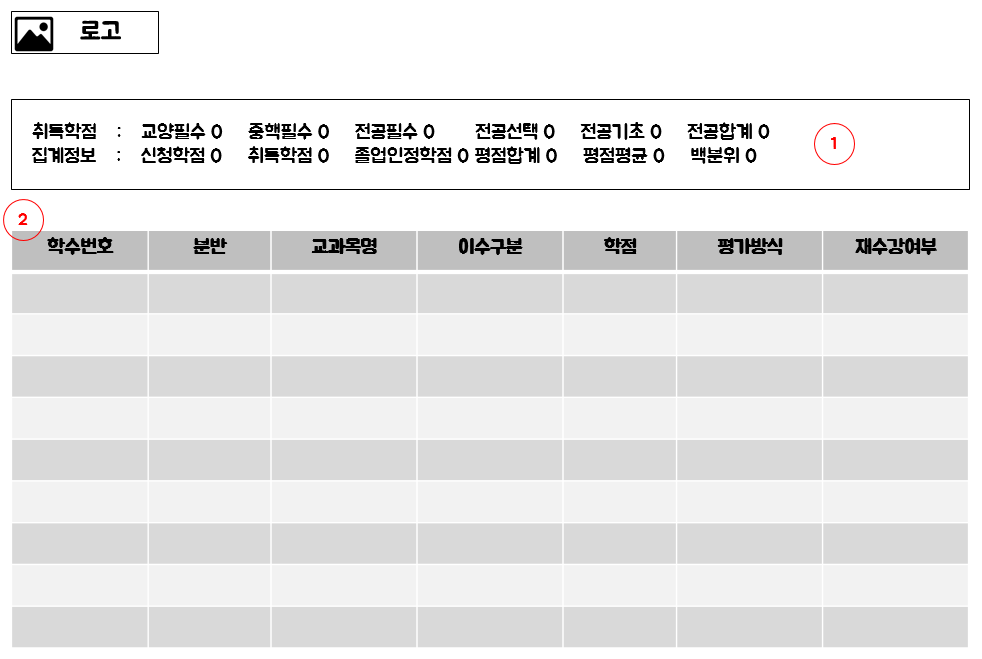 로고
취득학점 : 교양필수 0 중핵필수 0 전공필수 0 전공선택 0 전공기초 0 전공합계 0
집계정보 : 신청학점 0 취득학점 0 졸업인정학점 0 평점합계 0 평점평균 0 백분위 0
1
2
학수번호 분반 교과목명 이수구분 학점 평가방식 재수강여부